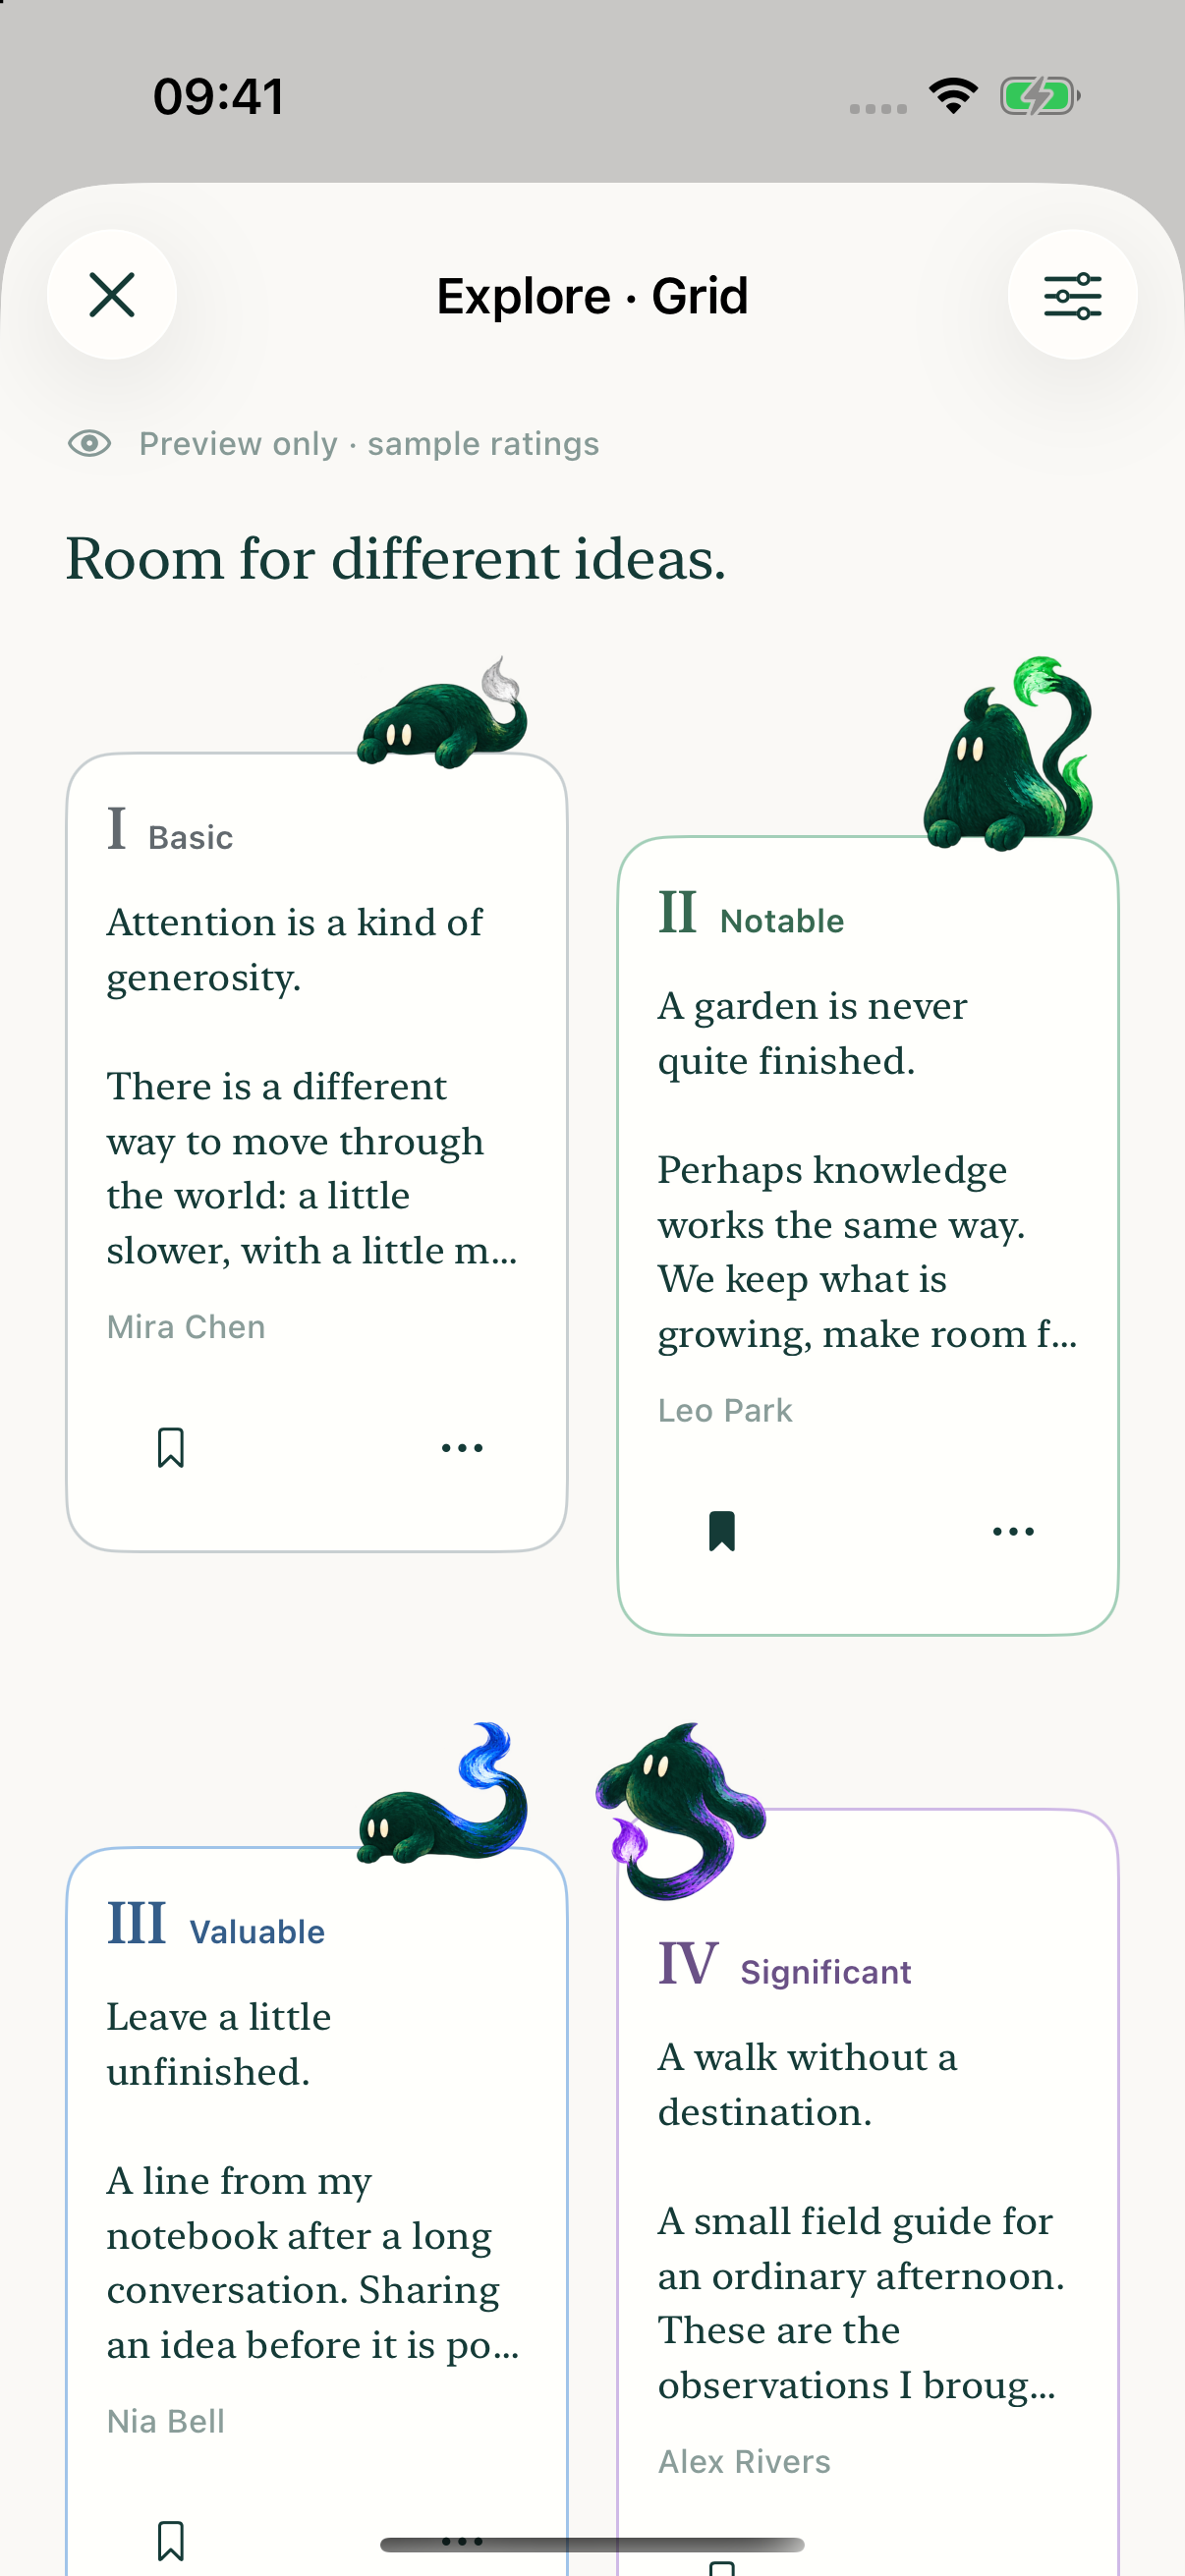 09:41
Explore · Grid
Preview only · sample ratings
Room for different ideas.
I Basic
Attention is a kind of
generosity.
There is a different
way to move through
the world: a little
slower, with a little m...
Mira Chen
II Notable
A garden is never
quite finished.
Perhaps knowledge
works the same way.
We keep what is
growing, make room f...
Leo Park
III Valuable
Leave a little
unfinished.
A line from my
notebook after a long
conversation. Sharing
an idea before it is po...
Nia Bell
IV Significant
A walk without a
destination.
A small field guide for
an ordinary afternoon.
These are the
observations I broug...
Alex Rivers